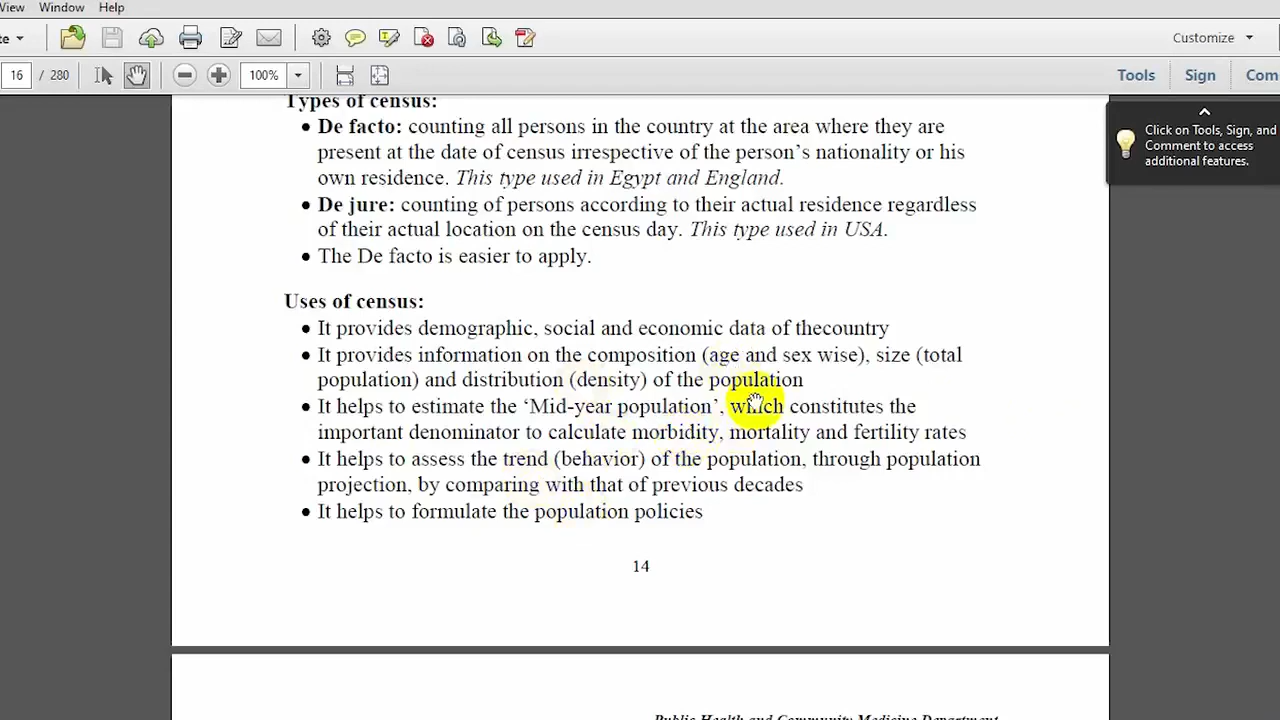 View Window Help
te Customize
16 / 280 100% Tools Sign Com
Types of census:
Click on Tools, Sign, and
Comment to access
additional features.
• De facto: counting all persons in the country at the area where they are
present at the date of census irrespective of the person's nationality or his
own residence. This type used in Egypt and England.
• De jure: counting of persons according to their actual residence regardless
of their actual location on the census day. This type used in USA.
• The De facto is easier to apply.
Uses of census:
• It provides demographic, social and economic data of thecountry
• It provides information on the composition (age and sex wise), size (total
population) and distribution (density) of the population
• It helps to estimate the ‘Mid-year population’, which constitutes the
important denominator to calculate morbidity, mortality and fertility rates
• It helps to assess the trend (behavior) of the population, through population
projection, by comparing with that of previous decades
• It helps to formulate the population policies
14
Public Health and Community Medicine Department